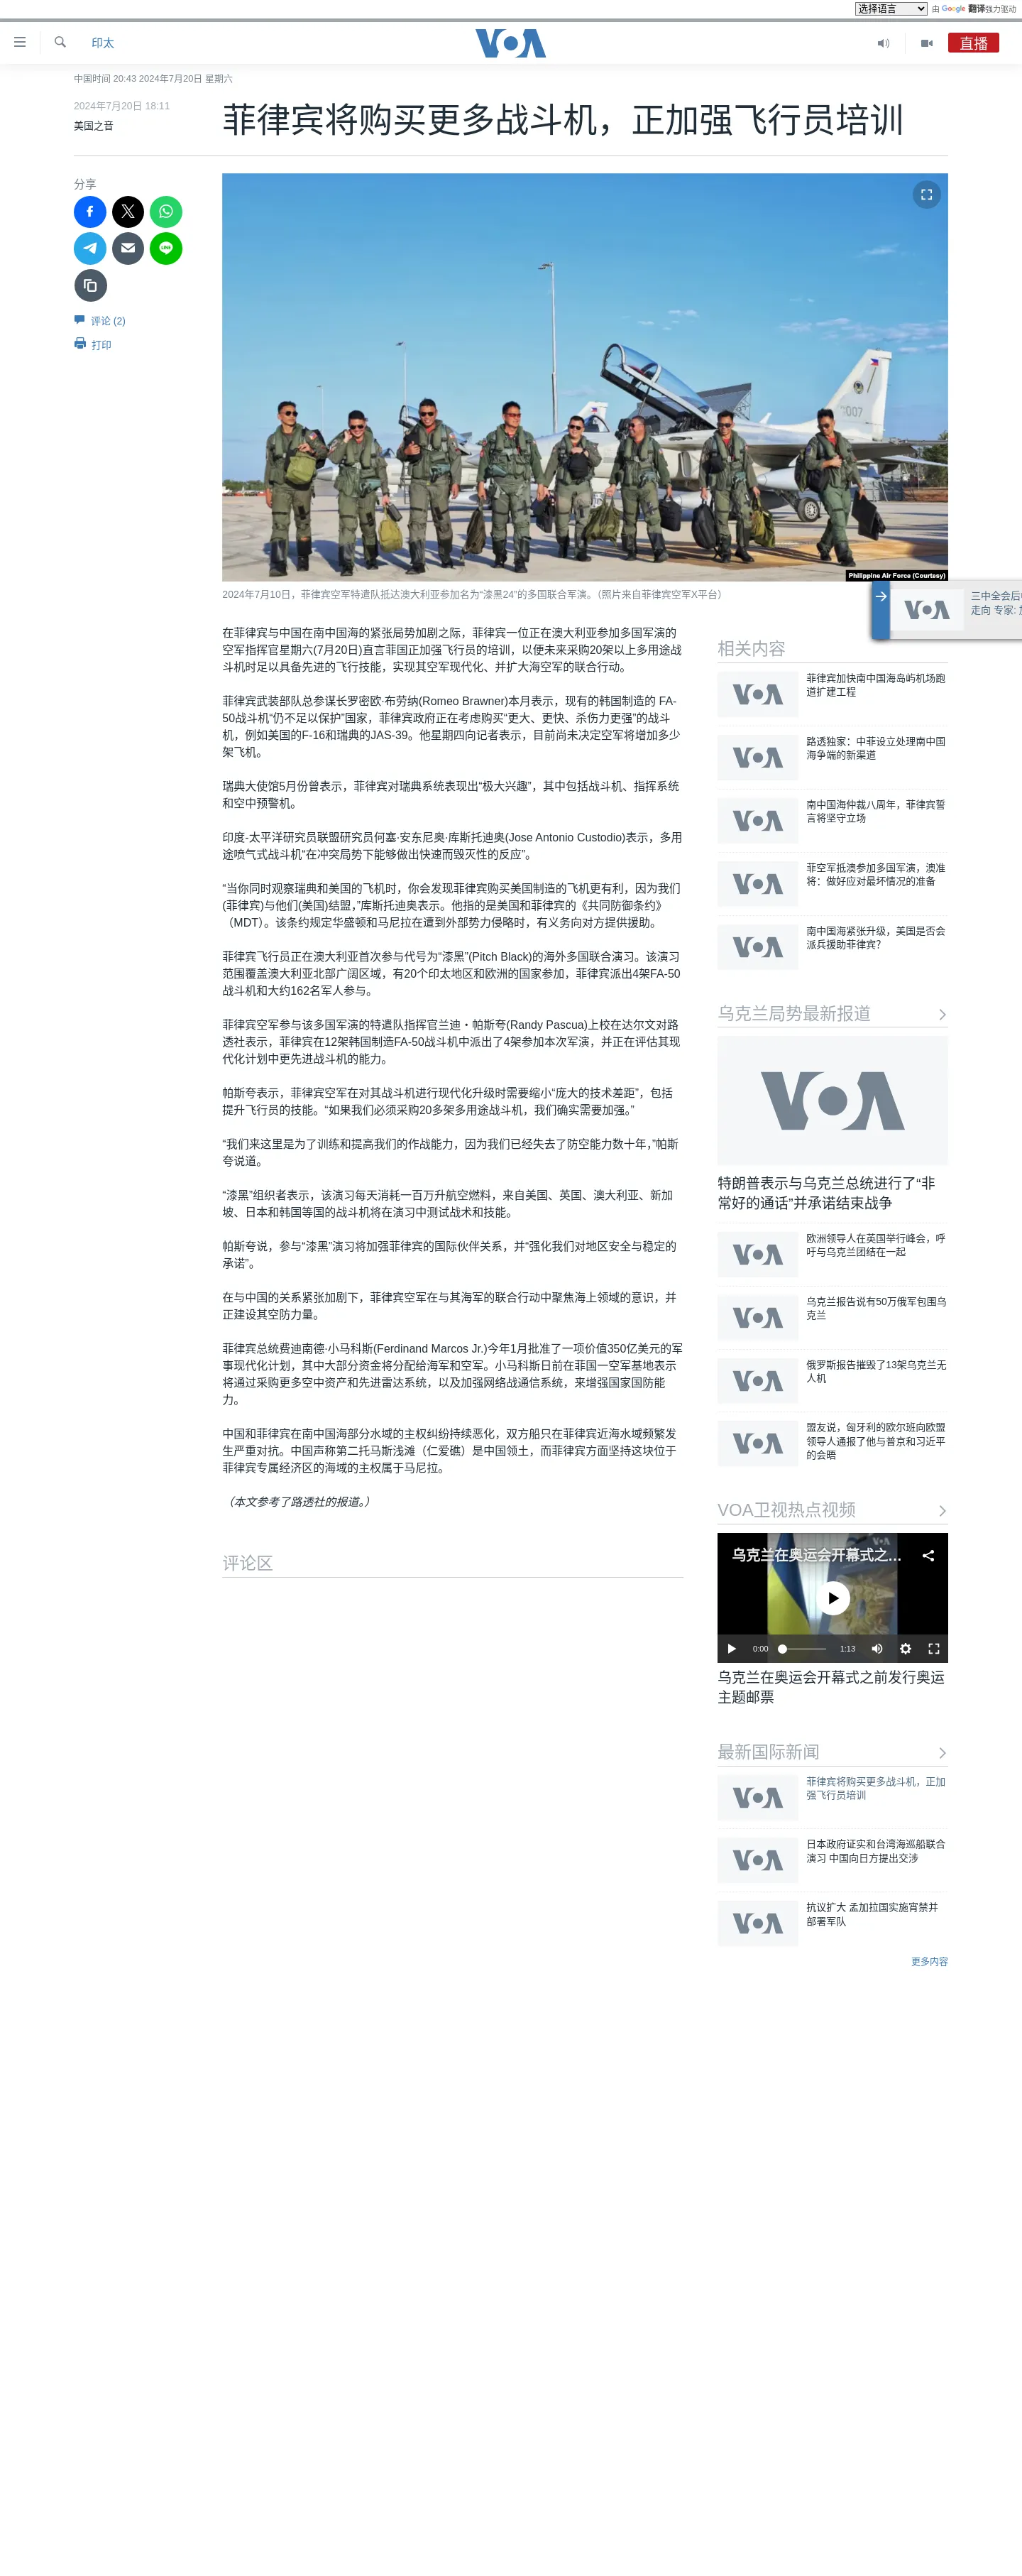 选择语言
由 Google 翻译强力驱动
印太
VOA
直播
中国时间 20:43 2024年7月20日 星期六
2024年7月20日 18:11
美国之音
菲律宾将购买更多战斗机，正加强飞行员培训
分享
评论 (2)
打印
007
Philippine Air Force (Courtesy)
2024年7月10日，菲律宾空军特遣队抵达澳大利亚参加名为“漆黑24”的多国联合军演。（照片来自菲律宾空军X平台）
在菲律宾与中国在南中国海的紧张局势加剧之际，菲律宾一位正在澳大利亚参加多国军演的
空军指挥官星期六(7月20日)直言菲国正加强飞行员的培训，以便未来采购20架以上多用途战
斗机时足以具备先进的飞行技能，实现其空军现代化、并扩大海空军的联合行动。
菲律宾武装部队总参谋长罗密欧·布劳纳(Romeo Brawner)本月表示，现有的韩国制造的 FA-
50战斗机“仍不足以保护”国家，菲律宾政府正在考虑购买“更大、更快、杀伤力更强”的战斗
机，例如美国的F-16和瑞典的JAS-39。他星期四向记者表示，目前尚未决定空军将增加多少
架飞机。
瑞典大使馆5月份曾表示，菲律宾对瑞典系统表现出“极大兴趣”，其中包括战斗机、指挥系统
和空中预警机。
印度-太平洋研究员联盟研究员何塞·安东尼奥·库斯托迪奥(Jose Antonio Custodio)表示，多用
途喷气式战斗机“在冲突局势下能够做出快速而毁灭性的反应”。
“当你同时观察瑞典和美国的飞机时，你会发现菲律宾购买美国制造的飞机更有利，因为我们
(菲律宾)与他们(美国)结盟，”库斯托迪奥表示。他指的是美国和菲律宾的《共同防御条约》
（MDT）。该条约规定华盛顿和马尼拉在遭到外部势力侵略时，有义务向对方提供援助。
菲律宾飞行员正在澳大利亚首次参与代号为“漆黑”(Pitch Black)的海外多国联合演习。该演习
范围覆盖澳大利亚北部广阔区域，有20个印太地区和欧洲的国家参加，菲律宾派出4架FA-50
战斗机和大约162名军人参与。
菲律宾空军参与该多国军演的特遣队指挥官兰迪・帕斯夸(Randy Pascua)上校在达尔文对路
透社表示，菲律宾在12架韩国制造FA-50战斗机中派出了4架参加本次军演，并正在评估其现
代化计划中更先进战斗机的能力。
帕斯夸表示，菲律宾空军在对其战斗机进行现代化升级时需要缩小“庞大的技术差距”，包括
提升飞行员的技能。“如果我们必须采购20多架多用途战斗机，我们确实需要加强。”
“我们来这里是为了训练和提高我们的作战能力，因为我们已经失去了防空能力数十年，”帕斯
夸说道。
“漆黑”组织者表示，该演习每天消耗一百万升航空燃料，来自美国、英国、澳大利亚、新加
坡、日本和韩国等国的战斗机将在演习中测试战术和技能。
帕斯夸说，参与“漆黑”演习将加强菲律宾的国际伙伴关系，并“强化我们对地区安全与稳定的
承诺”。
在与中国的关系紧张加剧下，菲律宾空军在与其海军的联合行动中聚焦海上领域的意识，并
正建设其空防力量。
菲律宾总统费迪南德·小马科斯(Ferdinand Marcos Jr.)今年1月批准了一项价值350亿美元的军
事现代化计划，其中大部分资金将分配给海军和空军。小马科斯日前在菲国一空军基地表示
将通过采购更多空中资产和先进雷达系统，以及加强网络战通信系统，来增强国家国防能
力。
中国和菲律宾在南中国海部分水域的主权纠纷持续恶化，双方船只在菲律宾近海水域频繁发
生严重对抗。中国声称第二托马斯浅滩（仁爱礁）是中国领土，而菲律宾方面坚持这块位于
菲律宾专属经济区的海域的主权属于马尼拉。
（本文参考了路透社的报道。）
评论区
VOA
三中全会后中
走向 专家: 加
相关内容
VOA
菲律宾加快南中国海岛屿机场跑
道扩建工程
VOA
路透独家：中菲设立处理南中国
海争端的新渠道
VOA
南中国海仲裁八周年，菲律宾誓
言将坚守立场
VOA
菲空军抵澳参加多国军演，澳准
将：做好应对最坏情况的准备
VOA
南中国海紧张升级，美国是否会
派兵援助菲律宾？
乌克兰局势最新报道
VOA
特朗普表示与乌克兰总统进行了“非
常好的通话”并承诺结束战争
VOA
欧洲领导人在英国举行峰会，呼
吁与乌克兰团结在一起
VOA
乌克兰报告说有50万俄军包围乌
克兰
VOA
俄罗斯报告摧毁了13架乌克兰无
人机
VOA
盟友说，匈牙利的欧尔班向欧盟
领导人通报了他与普京和习近平
的会晤
VOA卫视热点视频
乌克兰在奥运会开幕式之...
VOA
0:00
1:13
乌克兰在奥运会开幕式之前发行奥运
主题邮票
最新国际新闻
VOA
菲律宾将购买更多战斗机，正加
强飞行员培训
VOA
日本政府证实和台湾海巡船联合
演习 中国向日方提出交涉
VOA
抗议扩大 孟加拉国实施宵禁并
部署军队
更多内容